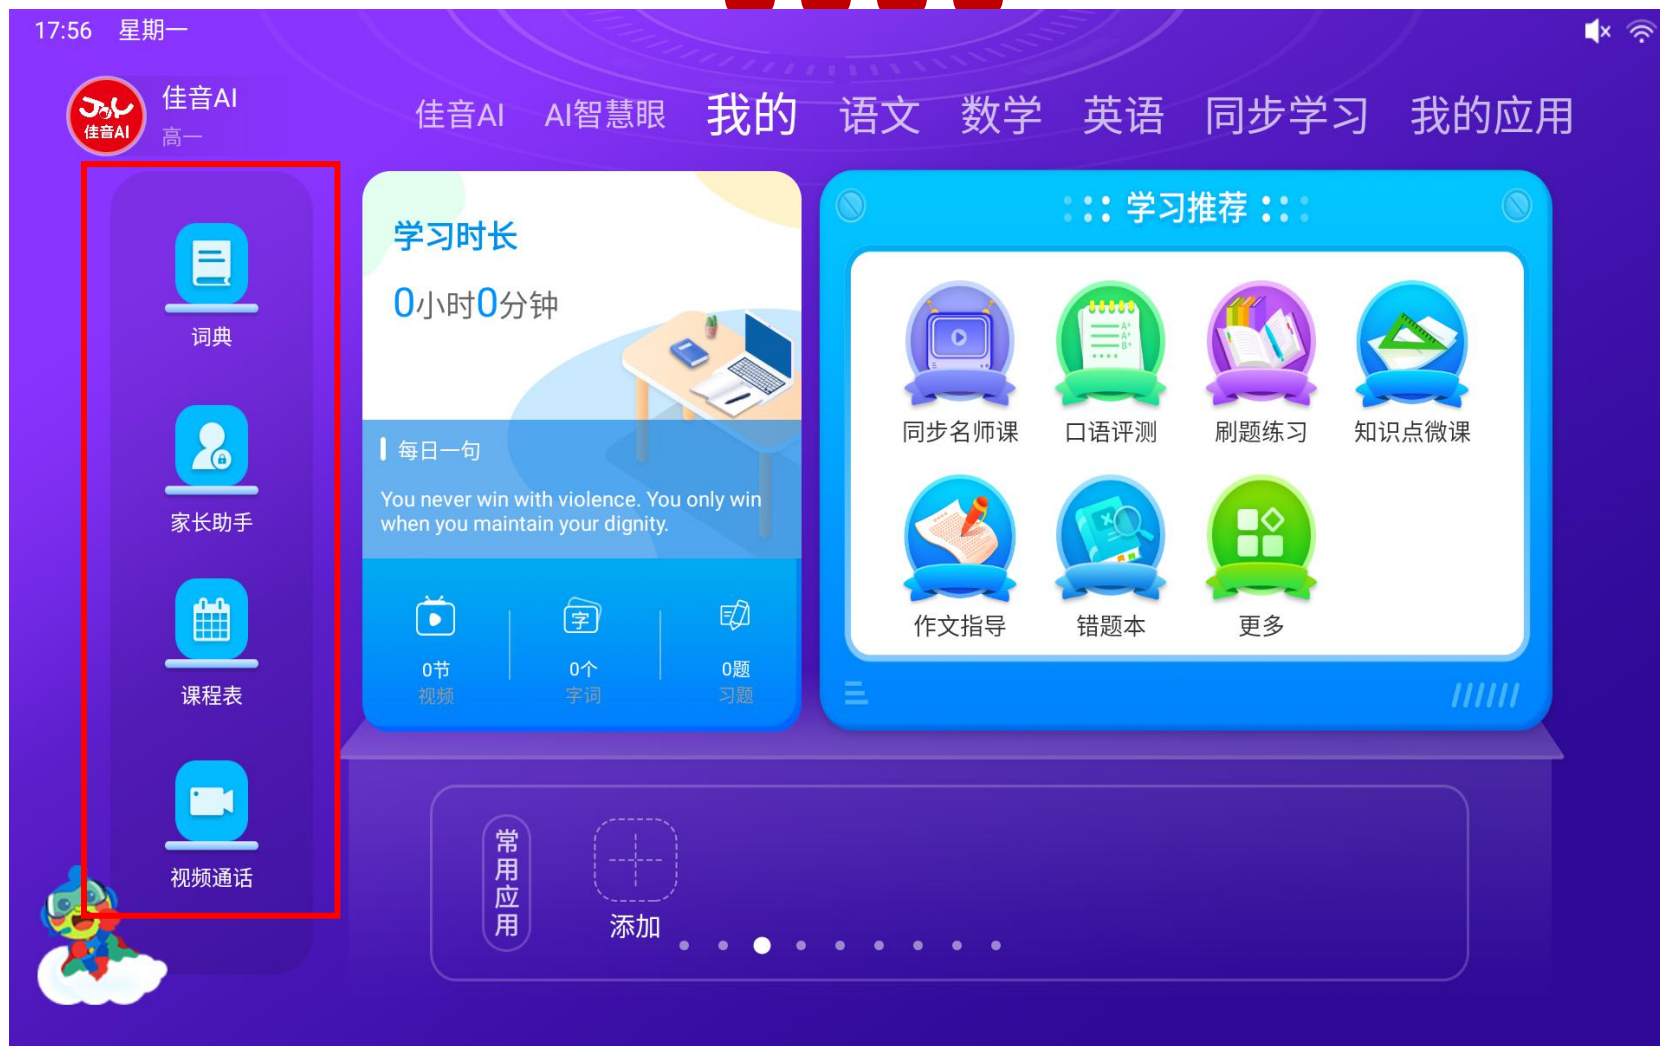 17:56 星期一
JOY
佳音AI
佳音AI
高一
佳音AI AI智慧眼 我的 语文 数学 英语 同步学习 我的应用
词典
家长助手
课程表
视频通话
学习时长
0小时0分钟
每日一句
You never win with violence. You only win
when you maintain your dignity.
字
0节 0个 0题
视频 字词 习题
学习推荐
A+
A+
B+
同步名师课 口语评测 刷题练习 知识点微课
作文指导 错题本 更多
常用应用
添加